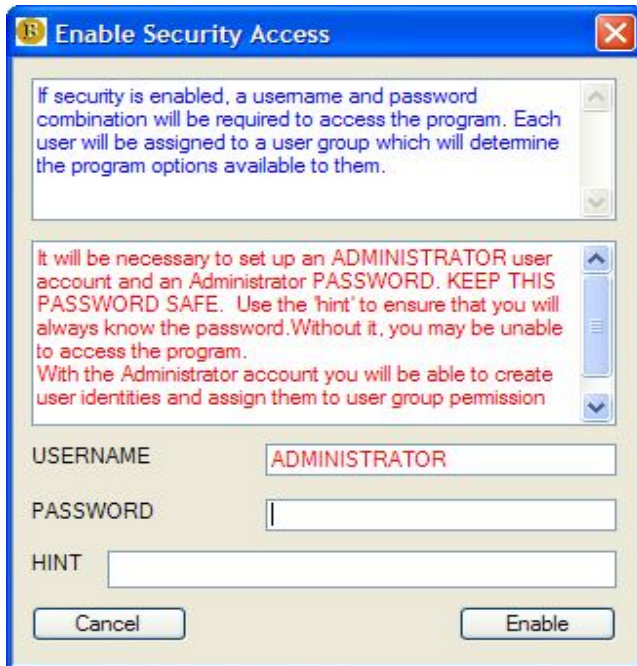 B Enable Security Access
If security is enabled, a username and password
combination will be required to access the program. Each
user will be assigned to a user group which will determine
the program options available to them.
It will be necessary to set up an ADMINISTRATOR user
account and an Administrator PASSWORD. KEEP THIS
PASSWORD SAFE.  Use the 'hint' to ensure that you will
always know the password.Without it, you may be unable
to access the program.
With the Administrator account you will be able to create
user identities and assign them to user group permission
USERNAME ADMINISTRATOR
PASSWORD
HINT
Cancel Enable